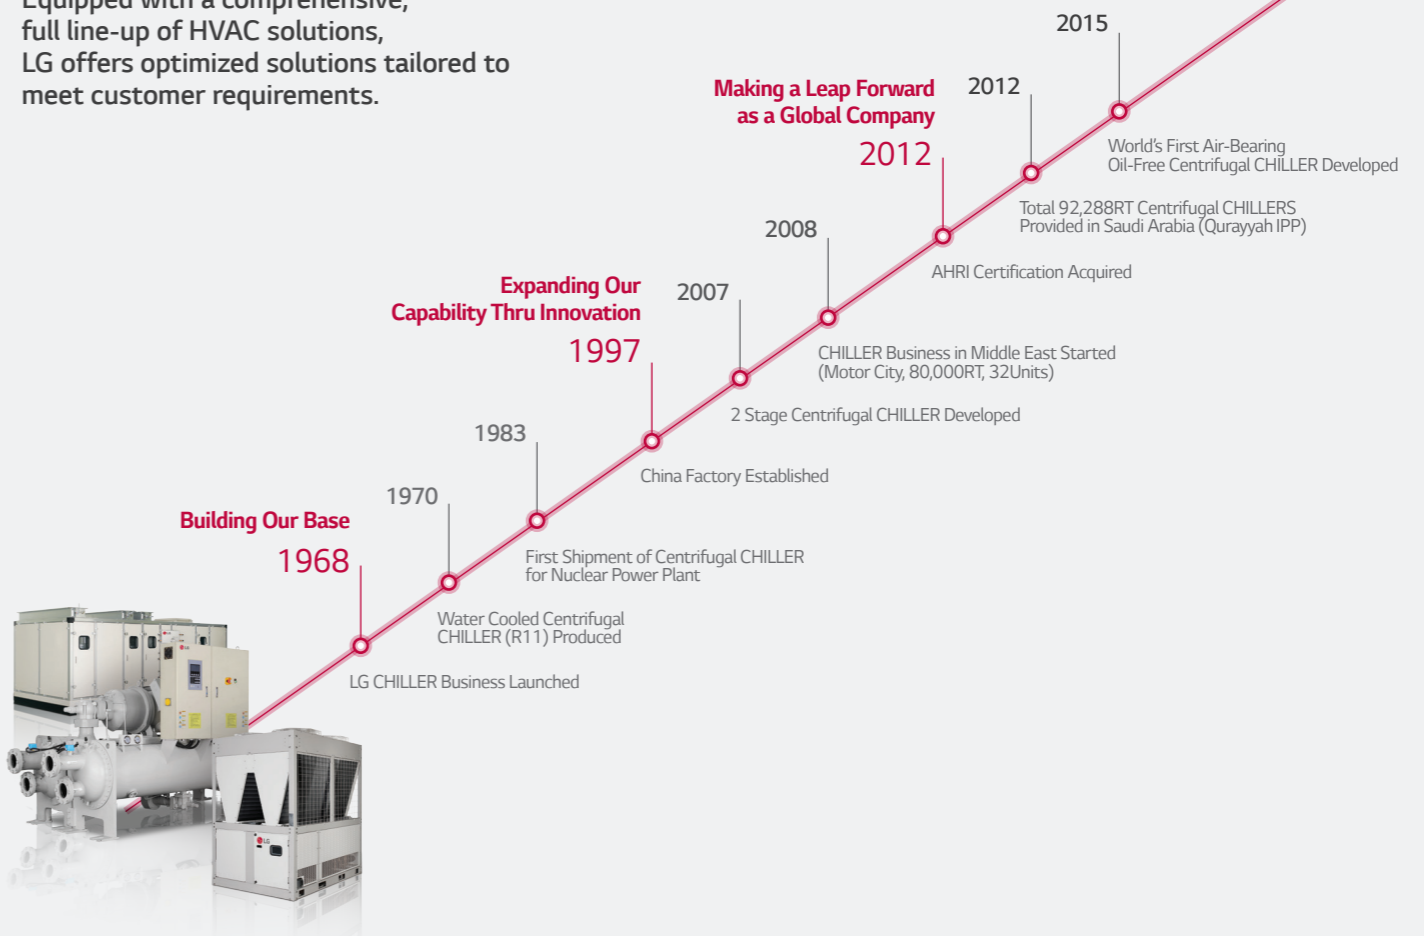 Equipped with a comprehensive,
full line-up of HVAC solutions,
LG offers optimized solutions tailored to
meet customer requirements.
2015
World's First Air-Bearing
Oil-Free Centrifugal CHILLER Developed
2012
Total 92,288RT Centrifugal CHILLERS
Provided in Saudi Arabia (Qurayyah IPP)
Making a Leap Forward
as a Global Company
2012
AHRI Certification Acquired
2008
CHILLER Business in Middle East Started
(Motor City, 80,000RT, 32Units)
2007
2 Stage Centrifugal CHILLER Developed
Expanding Our
Capability Thru Innovation
1997
China Factory Established
1983
First Shipment of Centrifugal CHILLER
for Nuclear Power Plant
1970
Water Cooled Centrifugal
CHILLER (R11) Produced
Building Our Base
1968
LG CHILLER Business Launched
LG
LG